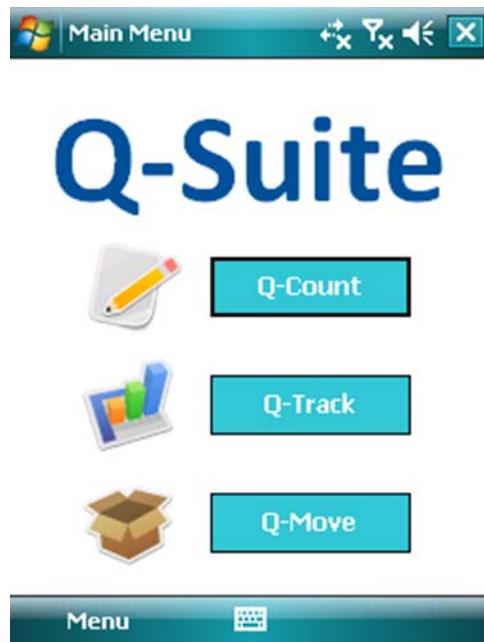 Main Menu
Q-Suite
Q-Count
Q-Track
Q-Move
Menu